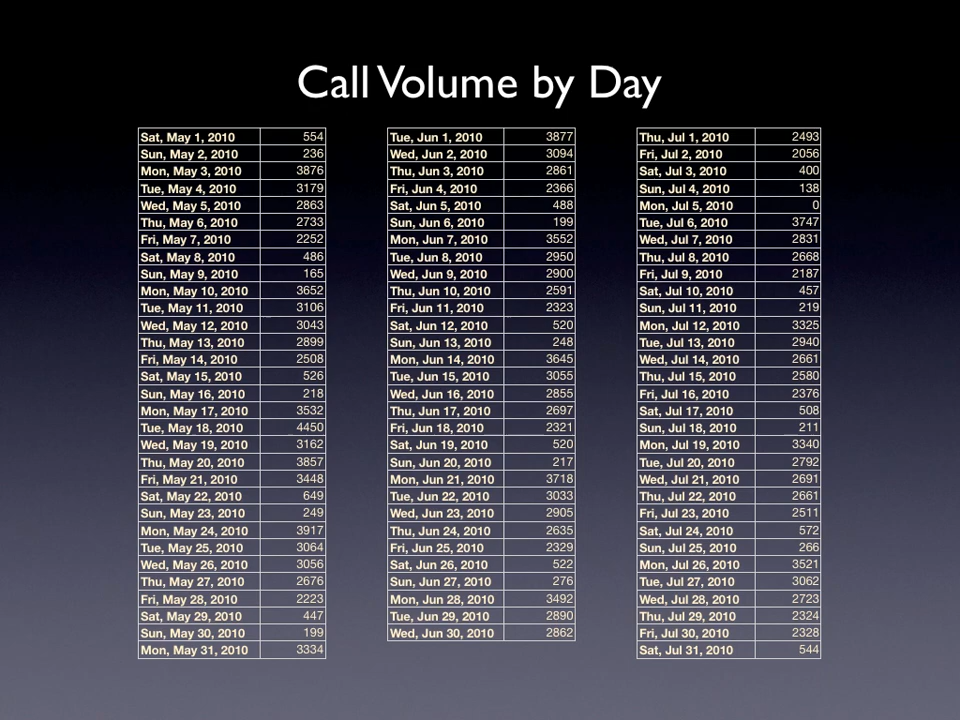 Call Volume by Day
Sat, May 1, 2010 554
Sun, May 2, 2010 236
Mon, May 3, 2010 3876
Tue, May 4, 2010 3179
Wed, May 5, 2010 2863
Thu, May 6, 2010 2733
Fri, May 7, 2010 2252
Sat, May 8, 2010 486
Sun, May 9, 2010 165
Mon, May 10, 2010 3652
Tue, May 11, 2010 3106
Wed, May 12, 2010 3043
Thu, May 13, 2010 2899
Fri, May 14, 2010 2508
Sat, May 15, 2010 526
Sun, May 16, 2010 218
Mon, May 17, 2010 3532
Tue, May 18, 2010 4450
Wed, May 19, 2010 3162
Thu, May 20, 2010 3857
Fri, May 21, 2010 3448
Sat, May 22, 2010 649
Sun, May 23, 2010 249
Mon, May 24, 2010 3917
Tue, May 25, 2010 3064
Wed, May 26, 2010 3056
Thu, May 27, 2010 2676
Fri, May 28, 2010 2223
Sat, May 29, 2010 447
Sun, May 30, 2010 199
Mon, May 31, 2010 3334
Tue, Jun 1, 2010 3877
Wed, Jun 2, 2010 3094
Thu, Jun 3, 2010 2861
Fri, Jun 4, 2010 2366
Sat, Jun 5, 2010 488
Sun, Jun 6, 2010 199
Mon, Jun 7, 2010 3552
Tue, Jun 8, 2010 2950
Wed, Jun 9, 2010 2900
Thu, Jun 10, 2010 2591
Fri, Jun 11, 2010 2323
Sat, Jun 12, 2010 520
Sun, Jun 13, 2010 248
Mon, Jun 14, 2010 3645
Tue, Jun 15, 2010 3055
Wed, Jun 16, 2010 2855
Thu, Jun 17, 2010 2697
Fri, Jun 18, 2010 2321
Sat, Jun 19, 2010 520
Sun, Jun 20, 2010 217
Mon, Jun 21, 2010 3718
Tue, Jun 22, 2010 3033
Wed, Jun 23, 2010 2905
Thu, Jun 24, 2010 2635
Fri, Jun 25, 2010 2329
Sat, Jun 26, 2010 522
Sun, Jun 27, 2010 276
Mon, Jun 28, 2010 3492
Tue, Jun 29, 2010 2890
Wed, Jun 30, 2010 2862
Thu, Jul 1, 2010 2493
Fri, Jul 2, 2010 2056
Sat, Jul 3, 2010 400
Sun, Jul 4, 2010 138
Mon, Jul 5, 2010 0
Tue, Jul 6, 2010 3747
Wed, Jul 7, 2010 2831
Thu, Jul 8, 2010 2668
Fri, Jul 9, 2010 2187
Sat, Jul 10, 2010 457
Sun, Jul 11, 2010 219
Mon, Jul 12, 2010 3325
Tue, Jul 13, 2010 2940
Wed, Jul 14, 2010 2661
Thu, Jul 15, 2010 2580
Fri, Jul 16, 2010 2376
Sat, Jul 17, 2010 508
Sun, Jul 18, 2010 211
Mon, Jul 19, 2010 3340
Tue, Jul 20, 2010 2792
Wed, Jul 21, 2010 2691
Thu, Jul 22, 2010 2661
Fri, Jul 23, 2010 2511
Sat, Jul 24, 2010 572
Sun, Jul 25, 2010 266
Mon, Jul 26, 2010 3521
Tue, Jul 27, 2010 3062
Wed, Jul 28, 2010 2723
Thu, Jul 29, 2010 2324
Fri, Jul 30, 2010 2328
Sat, Jul 31, 2010 544